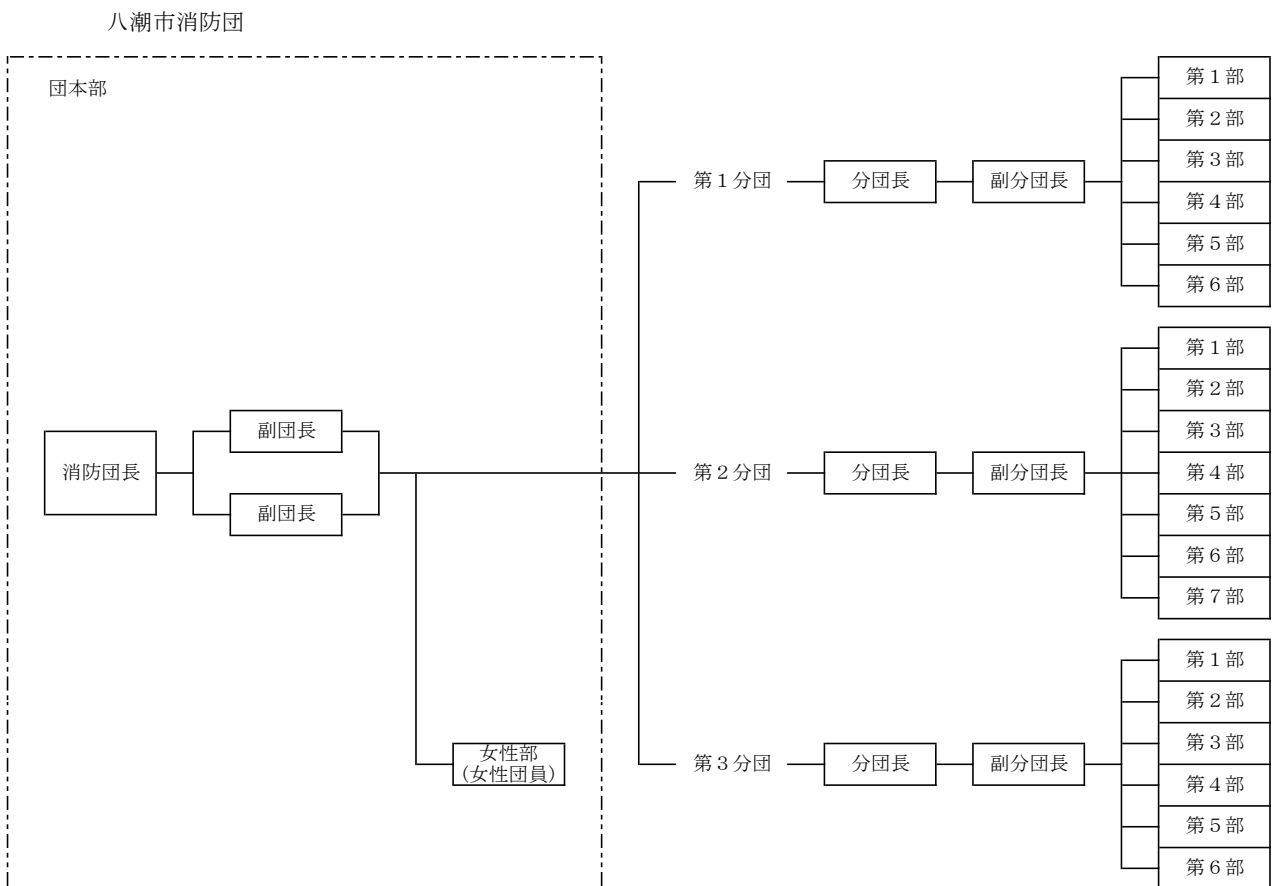 八潮市消防団
団本部
消防団長
副団長
副団長
女性部
(女性団員)
第１分団
分団長
副分団長
第１部
第２部
第３部
第４部
第５部
第６部
第２分団
分団長
副分団長
第１部
第２部
第３部
第４部
第５部
第６部
第７部
第３分団
分団長
副分団長
第１部
第２部
第３部
第４部
第５部
第６部